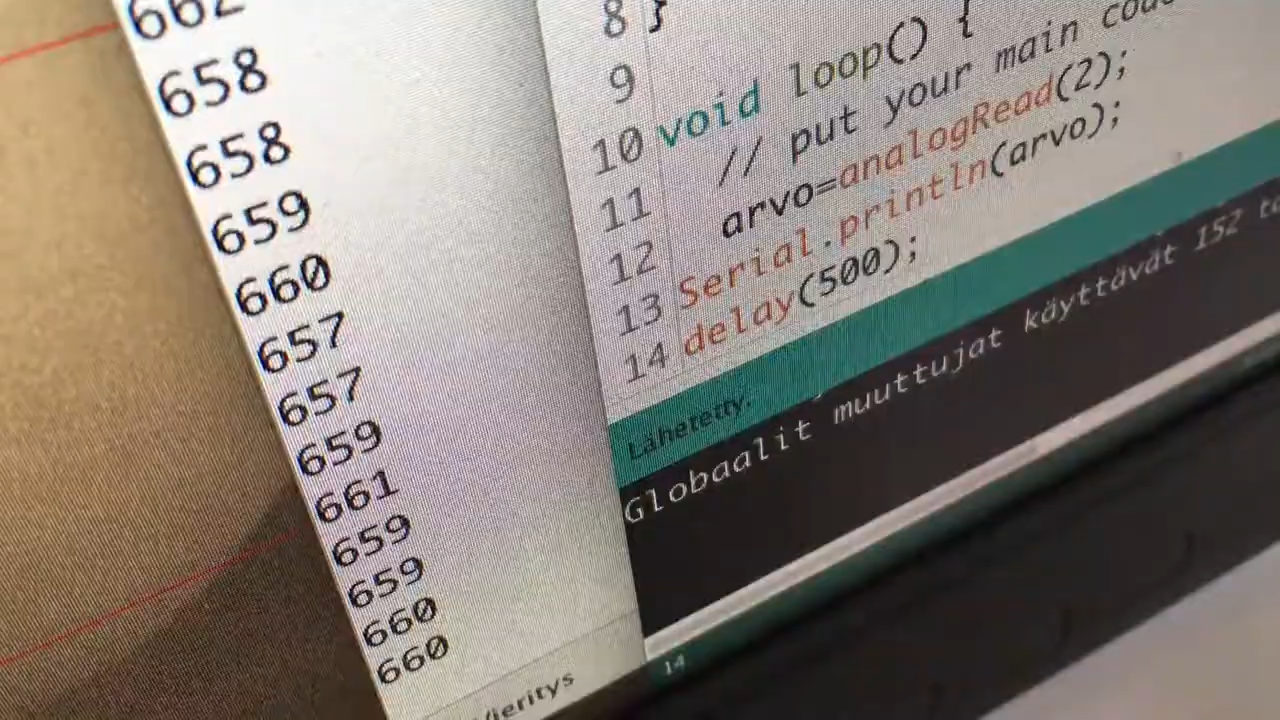 662
658
658
659
660
657
657
659
661
659
659
660
660
8 }
9
10 void loop() {
11 // put your main code
12 arvo=analogRead(2);
13 Serial.println(arvo);
14 delay(500);
Lähetetty.
Globaalit muuttujat käyttävät 152
14